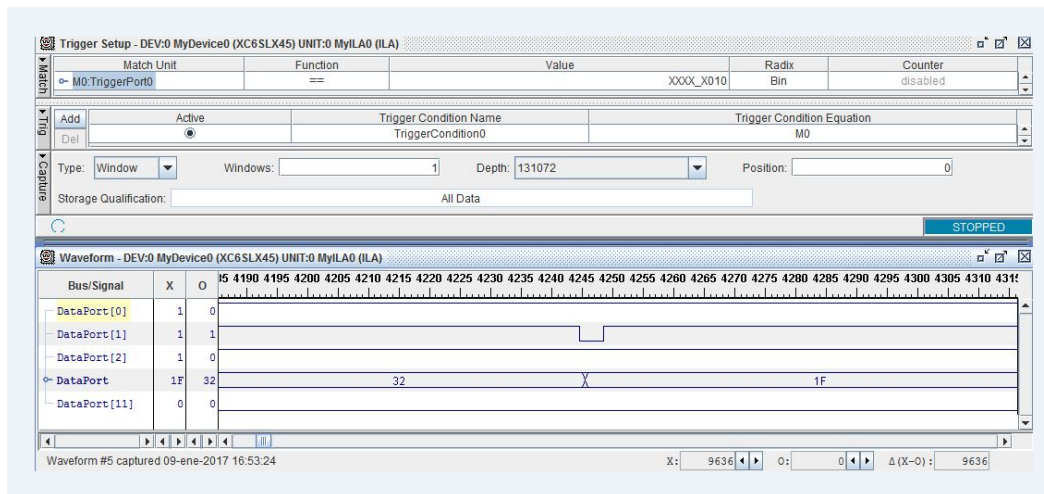 Trigger Setup - DEV:0 MyDevice0 (XC6SLX45) UNIT:0 MyILA0 (ILA)
Match
Match Unit Function Value Radix Counter
M0:TriggerPort0 == XXXX_X010 Bin disabled
Trig
Add Active Trigger Condition Name Trigger Condition Equation
Del TriggerCondition0 M0
Capture
Type: Window Windows: 1 Depth: 131072 Position: 0
Storage Qualification: All Data
STOPPED
Waveform - DEV:0 MyDevice0 (XC6SLX45) UNIT:0 MyILA0 (ILA)
Bus/Signal X O 4190 4195 4200 4205 4210 4215 4220 4225 4230 4235 4240 4245 4250 4255 4260 4265 4270 4275 4280 4285 4290 4295 4300 4305 4310
DataPort[0] 1 0
DataPort[1] 1 1
DataPort[2] 1 0
DataPort 1F 32 32 1F
DataPort[11] 0 0
Waveform #5 captured 09-ene-2017 16:53:24 X: 9636 O: 0 Δ(X-O): 9636